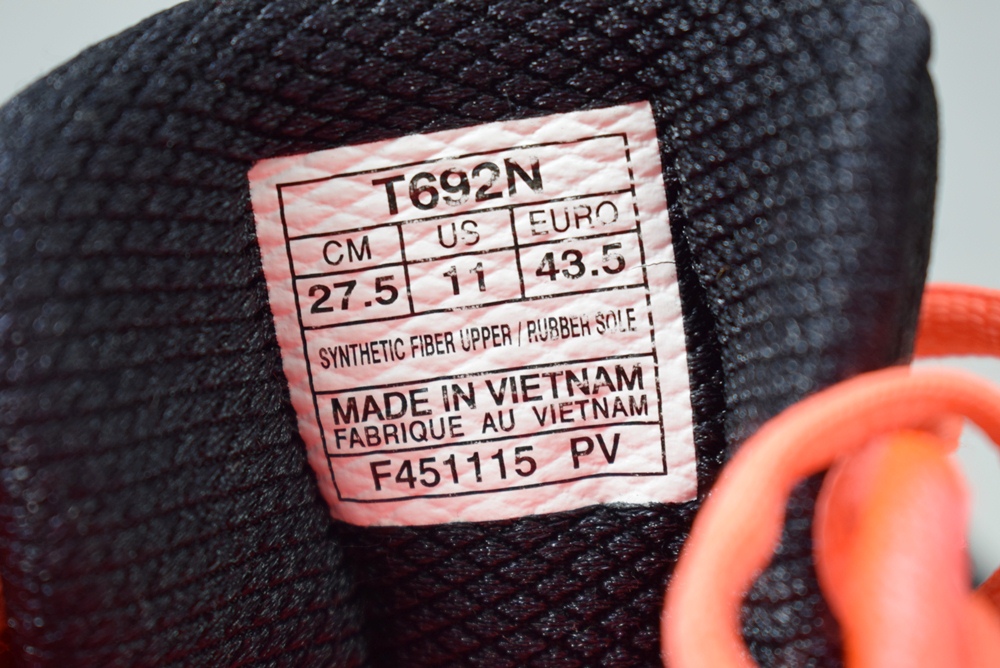 T692N
CM US EURO
27.5 11 43.5
SYNTHETIC FIBER UPPER / RUBBER SOLE
MADE IN VIETNAM
FABRIQUE AU VIETNAM
F451115 PV